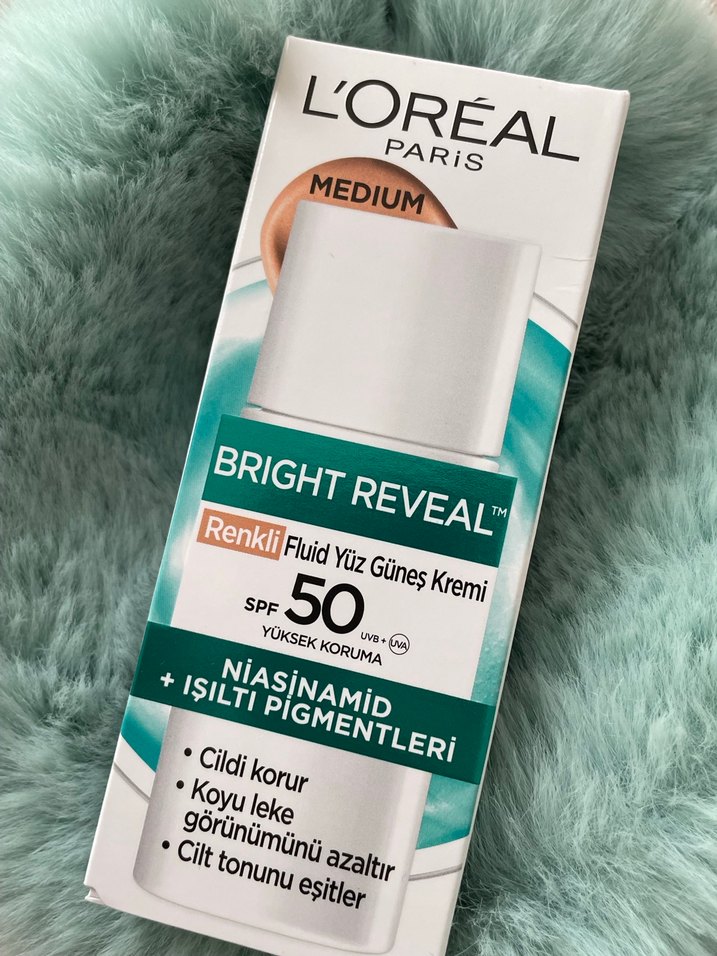 L'ORÉAL
PARiS
MEDIUM
BRIGHT REVEAL™
Renkli Fluid Yüz Güneş Kremi
SPF 50 UVB + UVA
YÜKSEK KORUMA
NİASİNAMİD
+ IŞILTI PİGMENTLERİ
• Cildi korur
• Koyu leke
görünümünü azaltır
• Cilt tonunu eşitler